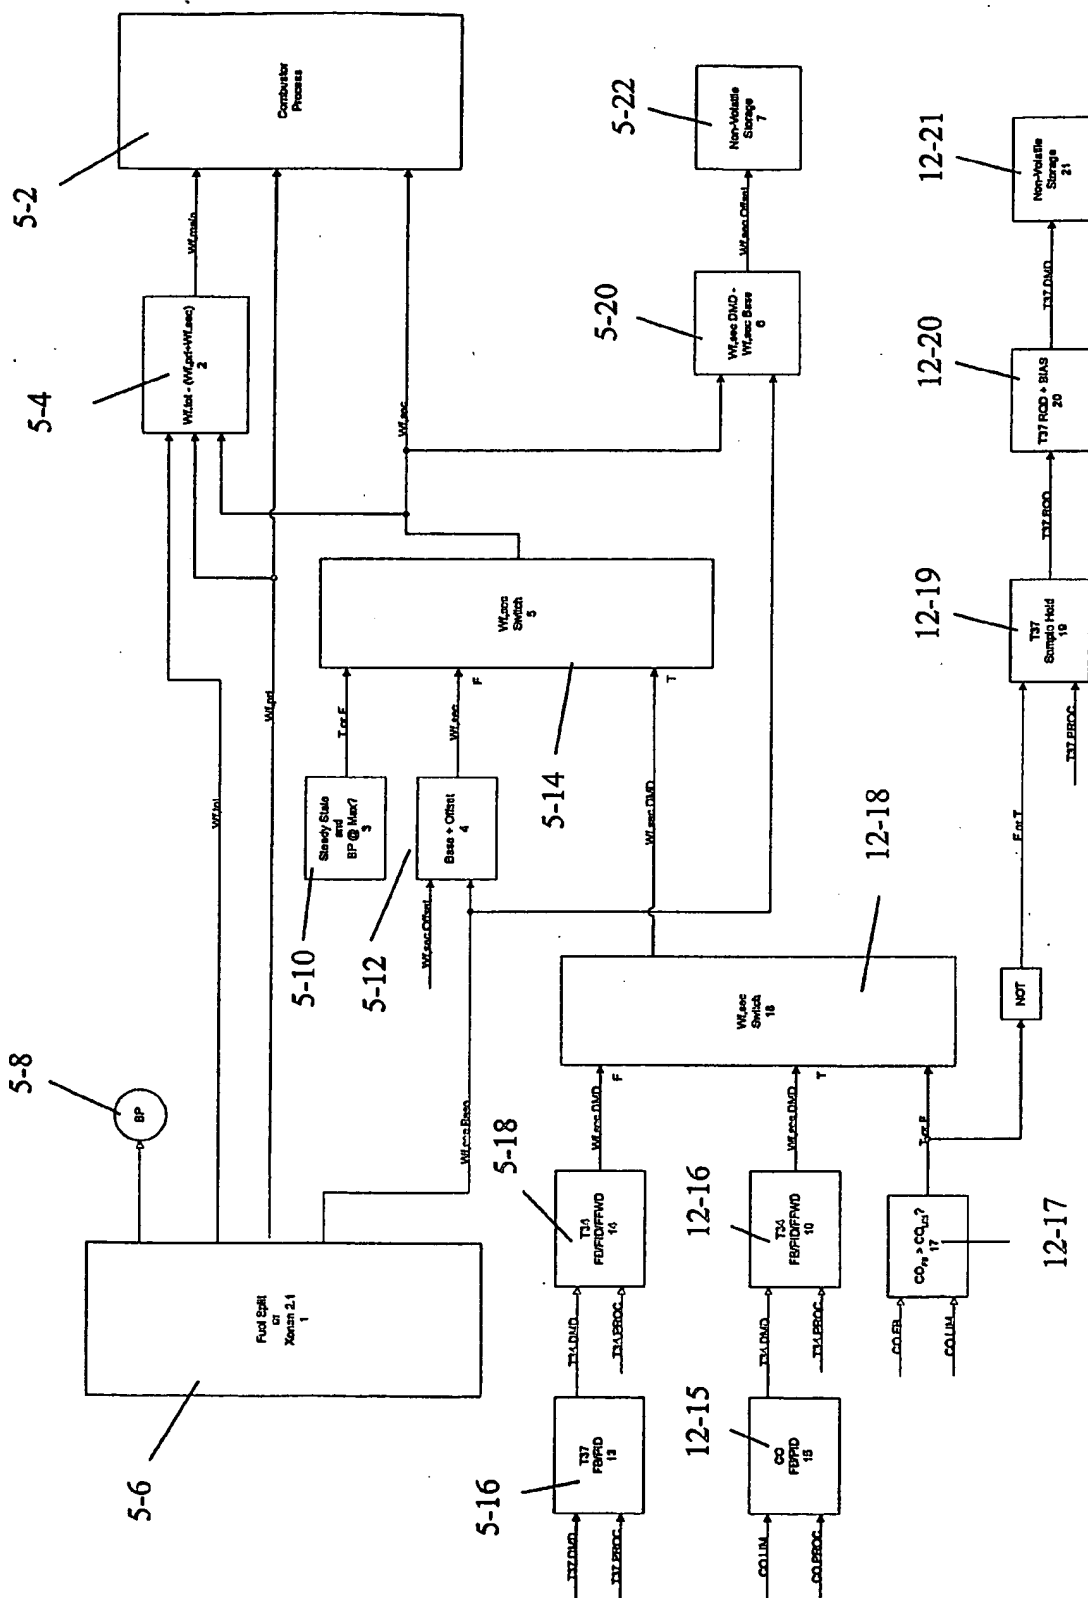 5-2
Combustor
Process
5-4
Wf,tot - (Wf,pri+Wf,sec)
2
Wf,main
5-22
Non-Volatile
Storage
7
12-21
Non-Volatile
Storage
21
Wf,sec Offset
5-20
Wf,sec DMD -
Wf,sec Base
6
T37 DMD
12-20
T37 RQD + BIAS
20
Wf,sec
T37 RQD
12-19
T37
Sample Hold
19
T37 PROC
F or T
Wf,sec
Switch
5
5-14
F
T
Wf,pri
Wf,tot
T or F
Wf,sec
Wf,sec DMD
5-10
Steady State
and
BP @ Max?
3
5-12
Base + Offset
4
Wf,sec Offset
12-18
Wf,sec
Switch
18
F
T
NOT
5-8
BP
Wf,sec Base
Wf,sec DMD
Wf,sec DMD
T or F
5-6
Fuel Split
Xonon 2.1
1
5-18
T34
FB/PID/FFWD
14
T34 DMD
T34 PROC
12-16
T34
FB/PID/FFWD
10
T34 DMD
T34 PROC
12-17
COFB > COLIM?
17
CO FB
CO LIM
5-16
T37
FB/PID
13
T37 DMD
T37 PROC
12-15
CO
FB/PID
15
CO LIM
CO PROC